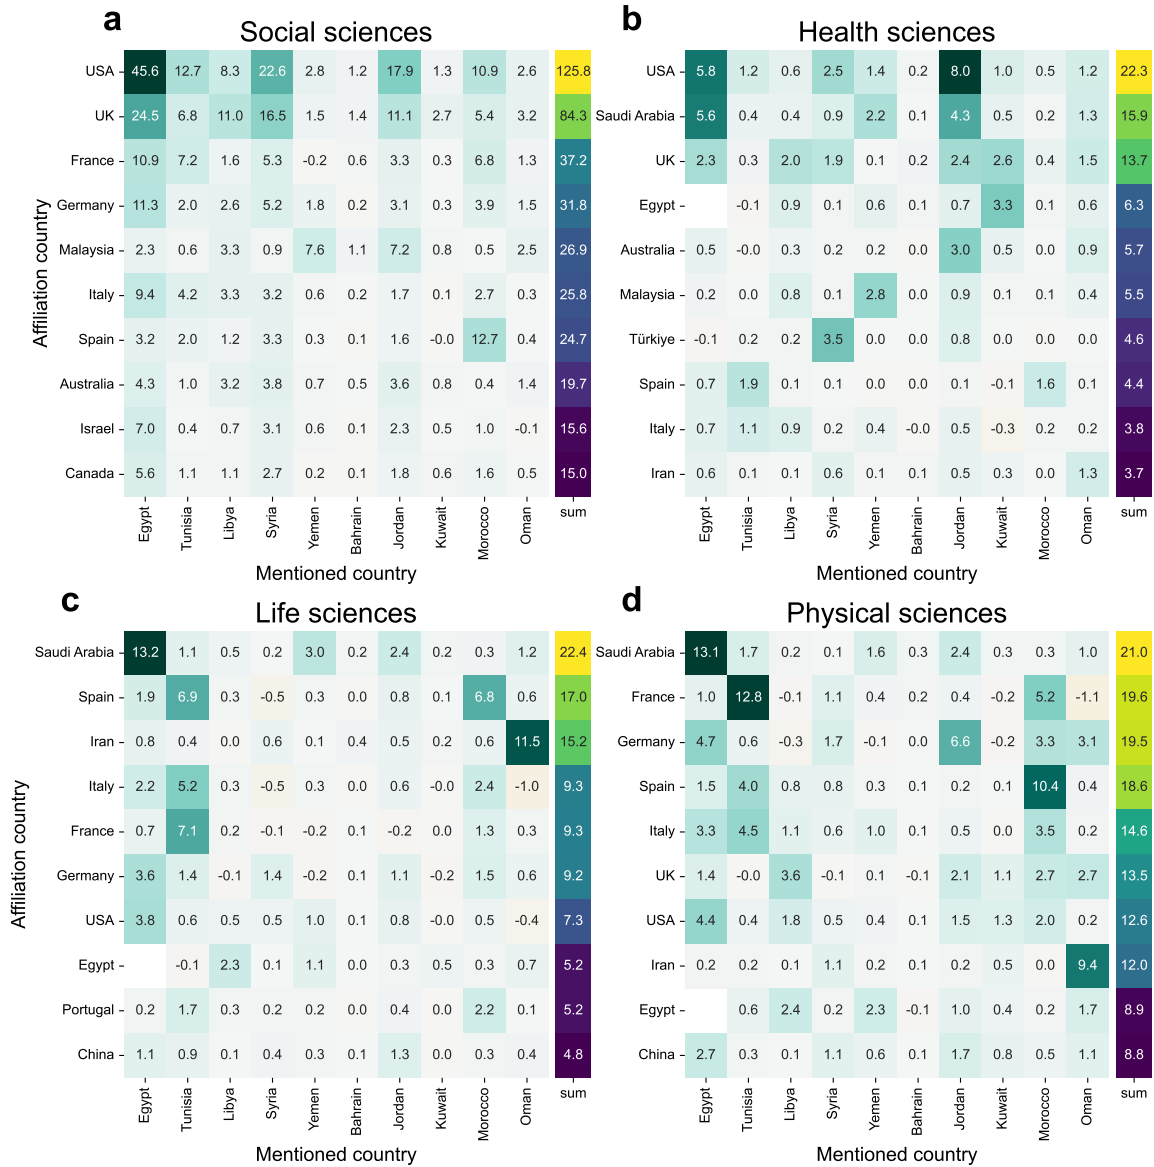 a Social sciences
USA 45.6 12.7 8.3 22.6 2.8 1.2 17.9 1.3 10.9 2.6 125.8
UK 24.5 6.8 11.0 16.5 1.5 1.4 11.1 2.7 5.4 3.2 84.3
France 10.9 7.2 1.6 5.3 -0.2 0.6 3.3 0.3 6.8 1.3 37.2
Germany 11.3 2.0 2.6 5.2 1.8 0.2 3.1 0.3 3.9 1.5 31.8
Malaysia 2.3 0.6 3.3 0.9 7.6 1.1 7.2 0.8 0.5 2.5 26.9
Italy 9.4 4.2 3.3 3.2 0.6 0.2 1.7 0.1 2.7 0.3 25.8
Spain 3.2 2.0 1.2 3.3 0.3 0.1 1.6 -0.0 12.7 0.4 24.7
Australia 4.3 1.0 3.2 3.8 0.7 0.5 3.6 0.8 0.4 1.4 19.7
Israel 7.0 0.4 0.7 3.1 0.6 0.1 2.3 0.5 1.0 -0.1 15.6
Canada 5.6 1.1 1.1 2.7 0.2 0.1 1.8 0.6 1.6 0.5 15.0
Egypt Tunisia Libya Syria Yemen Bahrain Jordan Kuwait Morocco Oman sum
Mentioned country
Affiliation country
b Health sciences
USA 5.8 1.2 0.6 2.5 1.4 0.2 8.0 1.0 0.5 1.2 22.3
Saudi Arabia 5.6 0.4 0.4 0.9 2.2 0.1 4.3 0.5 0.2 1.3 15.9
UK 2.3 0.3 2.0 1.9 0.1 0.2 2.4 2.6 0.4 1.5 13.7
Egypt -0.1 0.9 0.1 0.6 0.1 0.7 3.3 0.1 0.6 6.3
Australia 0.5 -0.0 0.3 0.2 0.2 0.0 3.0 0.5 0.0 0.9 5.7
Malaysia 0.2 0.0 0.8 0.1 2.8 0.0 0.9 0.1 0.1 0.4 5.5
Türkiye -0.1 0.2 0.2 3.5 0.0 0.0 0.8 0.0 0.0 0.0 4.6
Spain 0.7 1.9 0.1 0.1 0.0 0.0 0.1 -0.1 1.6 0.1 4.4
Italy 0.7 1.1 0.9 0.2 0.4 -0.0 0.5 -0.3 0.2 0.2 3.8
Iran 0.6 0.1 0.1 0.6 0.1 0.1 0.5 0.3 0.0 1.3 3.7
Egypt Tunisia Libya Syria Yemen Bahrain Jordan Kuwait Morocco Oman sum
Mentioned country
c Life sciences
Saudi Arabia 13.2 1.1 0.5 0.2 3.0 0.2 2.4 0.2 0.3 1.2 22.4
Spain 1.9 6.9 0.3 -0.5 0.3 0.0 0.8 0.1 6.8 0.6 17.0
Iran 0.8 0.4 0.0 0.6 0.1 0.4 0.5 0.2 0.6 11.5 15.2
Italy 2.2 5.2 0.3 -0.5 0.3 0.0 0.6 -0.0 2.4 -1.0 9.3
France 0.7 7.1 0.2 -0.1 -0.2 0.1 -0.2 0.0 1.3 0.3 9.3
Germany 3.6 1.4 -0.1 1.4 -0.2 0.1 1.1 -0.2 1.5 0.6 9.2
USA 3.8 0.6 0.5 0.5 1.0 0.1 0.8 -0.0 0.5 -0.4 7.3
Egypt -0.1 2.3 0.1 1.1 0.0 0.3 0.5 0.3 0.7 5.2
Portugal 0.2 1.7 0.3 0.2 0.2 0.0 0.4 0.0 2.2 0.1 5.2
China 1.1 0.9 0.1 0.4 0.3 0.1 1.3 0.0 0.3 0.4 4.8
Egypt Tunisia Libya Syria Yemen Bahrain Jordan Kuwait Morocco Oman sum
Mentioned country
Affiliation country
d Physical sciences
Saudi Arabia 13.1 1.7 0.2 0.1 1.6 0.3 2.4 0.3 0.3 1.0 21.0
France 1.0 12.8 -0.1 1.1 0.4 0.2 0.4 -0.2 5.2 -1.1 19.6
Germany 4.7 0.6 -0.3 1.7 -0.1 0.0 6.6 -0.2 3.3 3.1 19.5
Spain 1.5 4.0 0.8 0.8 0.3 0.1 0.2 0.1 10.4 0.4 18.6
Italy 3.3 4.5 1.1 0.6 1.0 0.1 0.5 0.0 3.5 0.2 14.6
UK 1.4 -0.0 3.6 -0.1 0.1 -0.1 2.1 1.1 2.7 2.7 13.5
USA 4.4 0.4 1.8 0.5 0.4 0.1 1.5 1.3 2.0 0.2 12.6
Iran 0.2 0.2 0.1 1.1 0.2 0.1 0.2 0.5 0.0 9.4 12.0
Egypt 0.6 2.4 0.2 2.3 -0.1 1.0 0.4 0.2 1.7 8.9
China 2.7 0.3 0.1 1.1 0.6 0.1 1.7 0.8 0.5 1.1 8.8
Egypt Tunisia Libya Syria Yemen Bahrain Jordan Kuwait Morocco Oman sum
Mentioned country